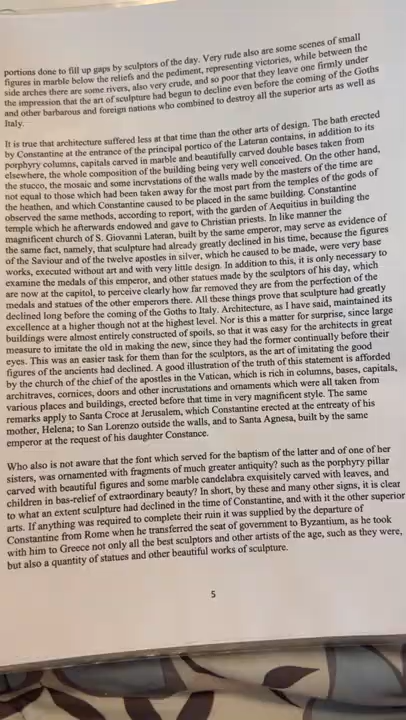 portions done to fill up gaps by sculptors of the day. Very rude also are some scenes of small
figures in marble below the reliefs and the pediment, representing victories, while between the
side arches there are some rivers, also very crude, and so poor that they leave one firmly under
the impression that the art of sculpture had begun to decline even before the coming of the Goths
and other barbarous and foreign nations who combined to destroy all the superior arts as well as
Italy.
It is true that architecture suffered less at that time than the other arts of design. The bath erected
by Constantine at the entrance of the principal portico of the Lateran contains, in addition to its
porphyry columns, capitals carved in marble and beautifully carved double bases taken from
elsewhere, the whole composition of the building being very well conceived. On the other hand,
the stucco, the mosaic and some incrvstations of the walls made by the masters of the time are
not equal to those which had been taken away for the most part from the temples of the gods of
the heathen, and which Constantine caused to be placed in the same building. Constantine
observed the same methods, according to report, with the garden of Aequitius in building the
temple which he afterwards endowed and gave to Christian priests. In like manner the
magnificent church of S. Giovanni Lateran, built by the same emperor, may serve as evidence of
the same fact, namely, that sculpture had already greatly declined in his time, because the figures
of the Saviour and of the twelve apostles in silver, which he caused to be made, were very base
works, executed without art and with very little design. In addition to this, it is only necessary to
examine the medals of this emperor, and other statues made by the sculptors of his day, which
are now at the capitol, to perceive clearly how far removed they are from the perfection of the
medals and statues of the other emperors there. All these things prove that sculpture had greatly
declined long before the coming of the Goths to Italy. Architecture, as I have said, maintained its
excellence at a higher though not at the highest level. Nor is this a matter for surprise, since large
buildings were almost entirely constructed of spoils, so that it was easy for the architects in great
measure to imitate the old in making the new, since they had the former continually before their
eyes. This was an easier task for them than for the sculptors, as the art of imitating the good
figures of the ancients had declined. A good illustration of the truth of this statement is afforded
by the church of the chief of the apostles in the Vatican, which is rich in columns, bases, capitals,
architraves, cornices, doors and other incrustations and ornaments which were all taken from
various places and buildings, erected before that time in very magnificent style. The same
remarks apply to Santa Croce at Jerusalem, which Constantine erected at the entreaty of his
mother, Helena; to San Lorenzo outside the walls, and to Santa Agnesa, built by the same
emperor at the request of his daughter Constance.
Who also is not aware that the font which served for the baptism of the latter and of one of her
sisters, was ornamented with fragments of much greater antiquity? such as the porphyry pillar
carved with beautiful figures and some marble candelabra exquisitely carved with leaves, and
children in bas-relief of extraordinary beauty? In short, by these and many other signs, it is clear
to what an extent sculpture had declined in the time of Constantine, and with it the other superior
arts. If anything was required to complete their ruin it was supplied by the departure of
Constantine from Rome when he transferred the seat of government to Byzantium, as he took
with him to Greece not only all the best sculptors and other artists of the age, such as they were,
but also a quantity of statues and other beautiful works of sculpture.
5